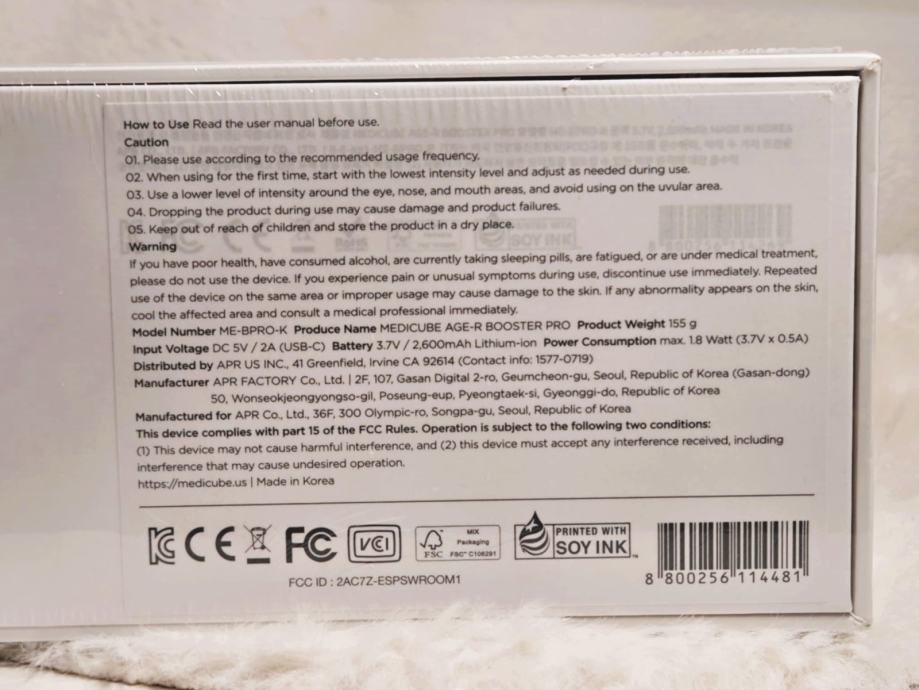 How to Use Read the user manual before use.
Caution
01. Please use according to the recommended usage frequency.
02. When using for the first time, start with the lowest intensity level and adjust as needed during use.
03. Use a lower level of intensity around the eye, nose, and mouth areas, and avoid using on the uvular area.
04. Dropping the product during use may cause damage and product failures.
05. Keep out of reach of children and store the product in a dry place.
Warning
If you have poor health, have consumed alcohol, are currently taking sleeping pills, are fatigued, or are under medical treatment,
please do not use the device. If you experience pain or unusual symptoms during use, discontinue use immediately. Repeated
use of the device on the same area or improper usage may cause damage to the skin. If any abnormality appears on the skin,
cool the affected area and consult a medical professional immediately.
Model Number ME-BPRO-K Produce Name MEDICUBE AGE-R BOOSTER PRO Product Weight 155 g
Input Voltage DC 5V / 2A (USB-C) Battery 3.7V / 2,600mAh Lithium-ion Power Consumption max. 1.8 Watt (3.7V x 0.5A)
Distributed by APR US INC., 41 Greenfield, Irvine CA 92614 (Contact info: 1577-0719)
Manufacturer APR FACTORY Co., Ltd. | 2F, 107, Gasan Digital 2-ro, Geumcheon-gu, Seoul, Republic of Korea (Gasan-dong)
50, Wonseokjeongyongso-gil, Poseung-eup, Pyeongtaek-si, Gyeonggi-do, Republic of Korea
Manufactured for APR Co., Ltd., 36F, 300 Olympic-ro, Songpa-gu, Seoul, Republic of Korea
This device complies with part 15 of the FCC Rules. Operation is subject to the following two conditions:
(1) This device may not cause harmful interference, and (2) this device must accept any interference received, including
interference that may cause undesired operation.
https://medicube.us | Made in Korea
KC CE FC VCCI
FSC MIX
Packaging
FSC™ C106291
PRINTED WITH
SOY INK™
8 800256 114481
FCC ID : 2AC7Z-ESPSWROOM1